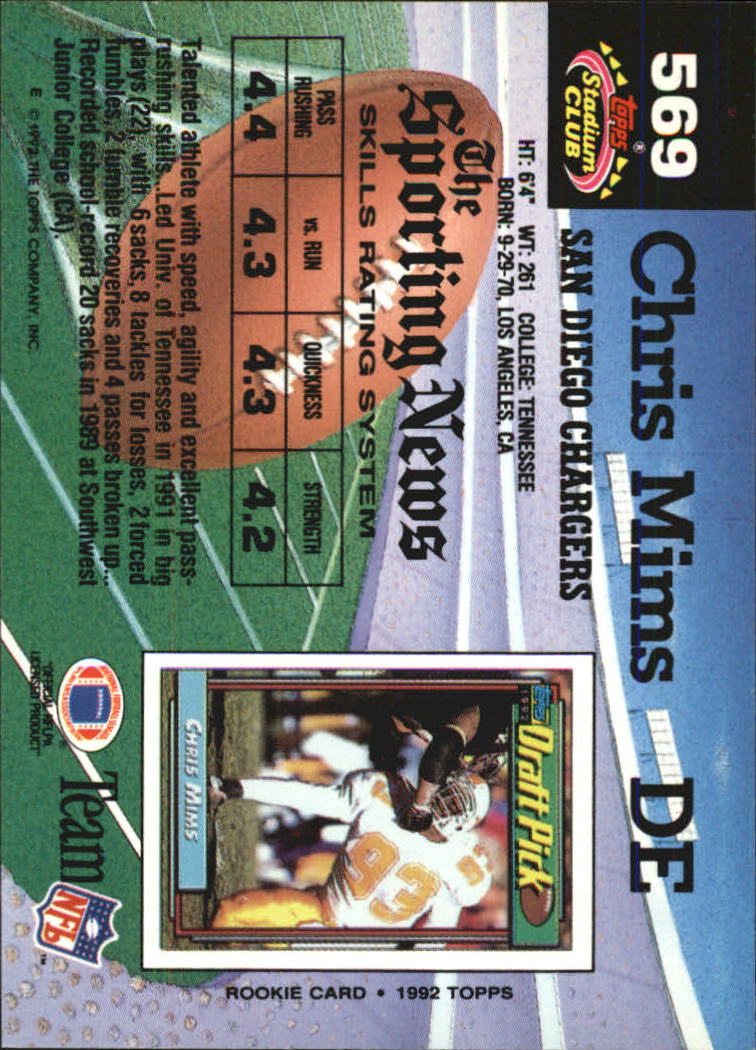 569
Chris Mims DE
topps®
Stadium
CLUB
SAN DIEGO CHARGERS
HT: 6'4" WT: 261 COLLEGE: TENNESSEE
BORN: 9-29-70, LOS ANGELES, CA
The
Sporting News
SKILLS RATING SYSTEM
PASS RUSHING
vs. RUN
QUICKNESS
STRENGTH
4.4 4.3 4.3 4.2
Talented athlete with speed, agility and excellent pass-
rushing skills...Led Univ. of Tennessee in 1991 in big
plays (22), with 6 sacks, 8 tackles for losses, 2 forced
fumbles, 2 fumble recoveries and 4 passes broken up...
Recorded school-record 20 sacks in 1989 at Southwest
Junior College (CA).
E © 1992 THE TOPPS COMPANY, INC.
topps
1992
Draft Pick
93
CHRIS MIMS
ROOKIE CARD • 1992 TOPPS
OFFICIAL NFLPA
LICENSED PRODUCT
Team
NFL
TM